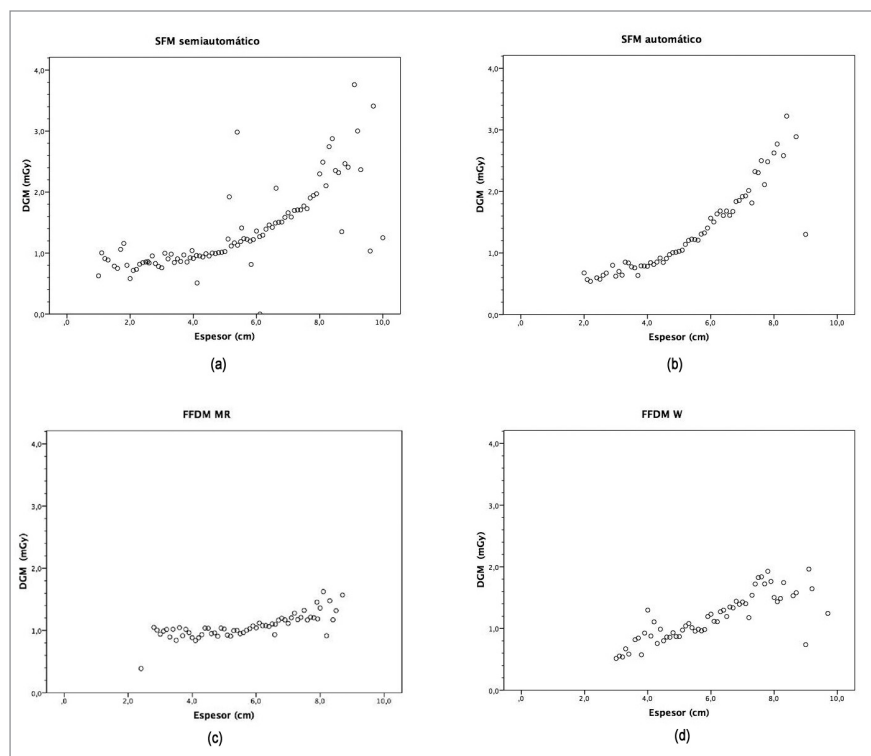 SFM semiautomático
4,0
3,0
2,0
1,0
0,0
DGM (mGy)
,0 2,0 4,0 6,0 8,0 10,0
Espesor (cm)
(a)
SFM automático
4,0
3,0
2,0
1,0
0,0
DGM (mGy)
,0 2,0 4,0 6,0 8,0 10,0
Espesor (cm)
(b)
FFDM MR
4,0
3,0
2,0
1,0
0,0
DGM (mGy)
,0 2,0 4,0 6,0 8,0 10,0
Espesor (cm)
(c)
FFDM W
4,0
3,0
2,0
1,0
0,0
DGM (mGy)
,0 2,0 4,0 6,0 8,0 10,0
Espesor (cm)
(d)